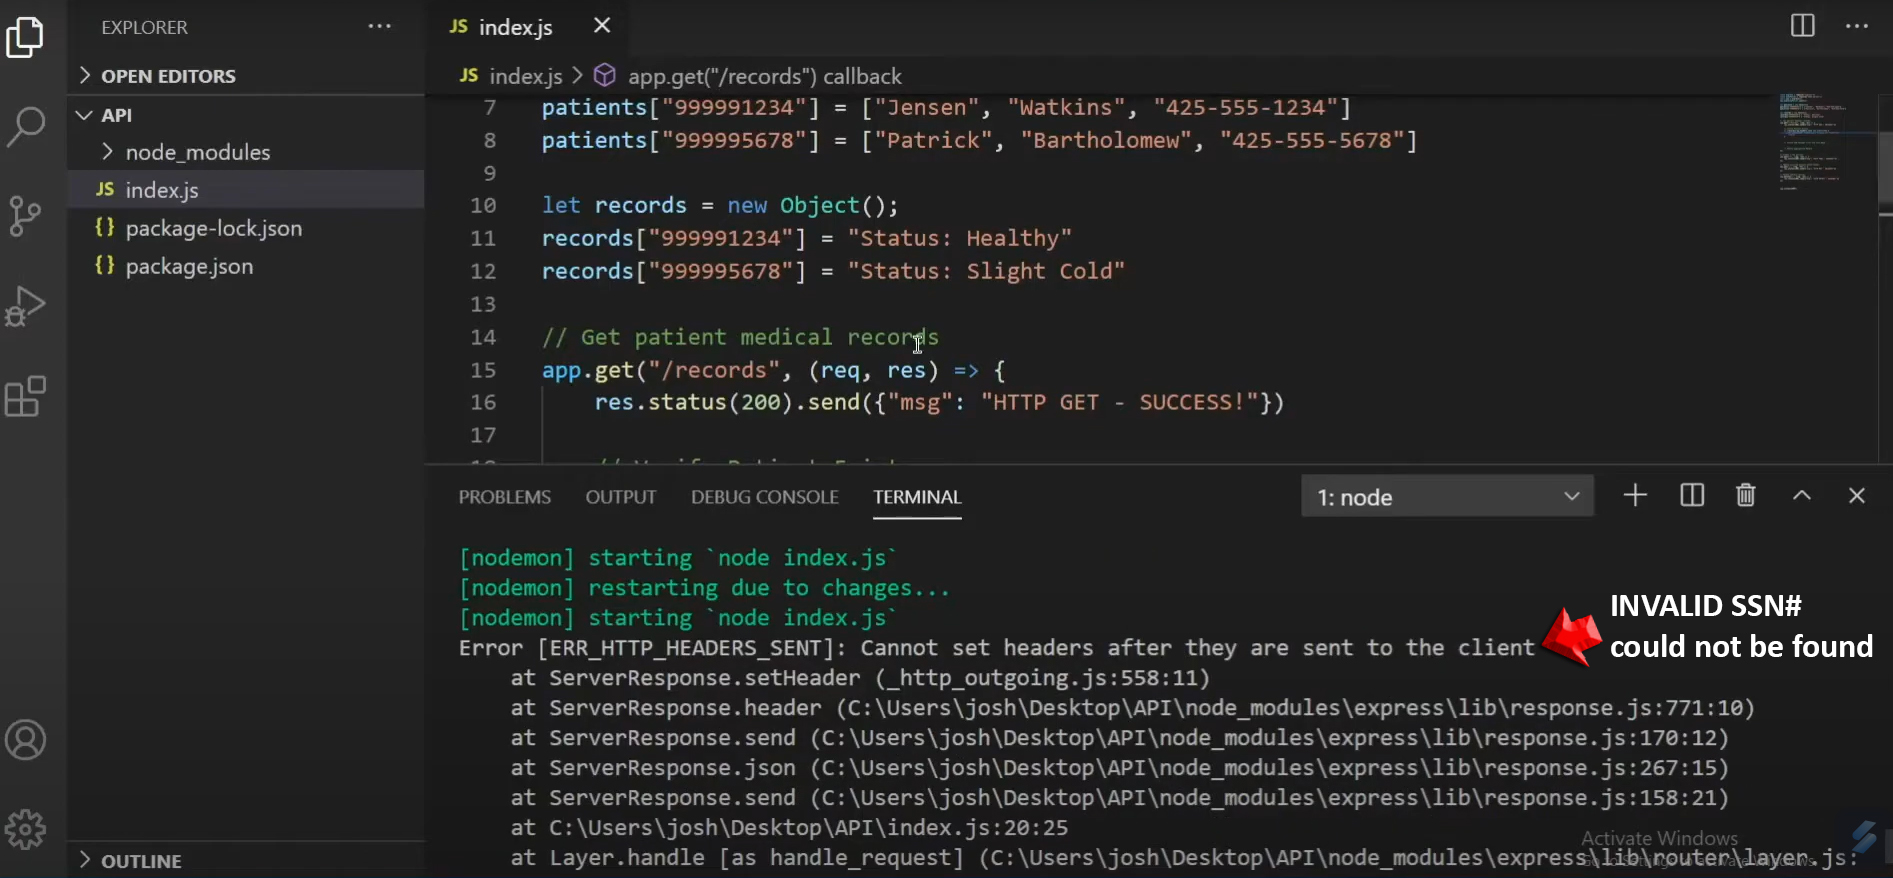 EXPLORER
OPEN EDITORS
API
node_modules
JS index.js
{} package-lock.json
{} package.json
OUTLINE
JS index.js
JS index.js > app.get("/records") callback
7 patients["999991234"] = ["Jensen", "Watkins", "425-555-1234"]
8 patients["999995678"] = ["Patrick", "Bartholomew", "425-555-5678"]
9
10 let records = new Object();
11 records["999991234"] = "Status: Healthy"
12 records["999995678"] = "Status: Slight Cold"
13
14 // Get patient medical records
15 app.get("/records", (req, res) => {
16 res.status(200).send({"msg": "HTTP GET - SUCCESS!"})
17
PROBLEMS OUTPUT DEBUG CONSOLE TERMINAL 1: node
[nodemon] starting `node index.js`
[nodemon] restarting due to changes...
[nodemon] starting `node index.js`
Error [ERR_HTTP_HEADERS_SENT]: Cannot set headers after they are sent to the client
at ServerResponse.setHeader (_http_outgoing.js:558:11)
at ServerResponse.header (C:\Users\josh\Desktop\API\node_modules\express\lib\response.js:771:10)
at ServerResponse.send (C:\Users\josh\Desktop\API\node_modules\express\lib\response.js:170:12)
at ServerResponse.json (C:\Users\josh\Desktop\API\node_modules\express\lib\response.js:267:15)
at ServerResponse.send (C:\Users\josh\Desktop\API\node_modules\express\lib\response.js:158:21)
at C:\Users\josh\Desktop\API\index.js:20:25
at Layer.handle [as handle_request] (C:\Users\josh\Desktop\API\node_modules\express\lib\router\layer.js:
INVALID SSN#
could not be found
Activate Windows